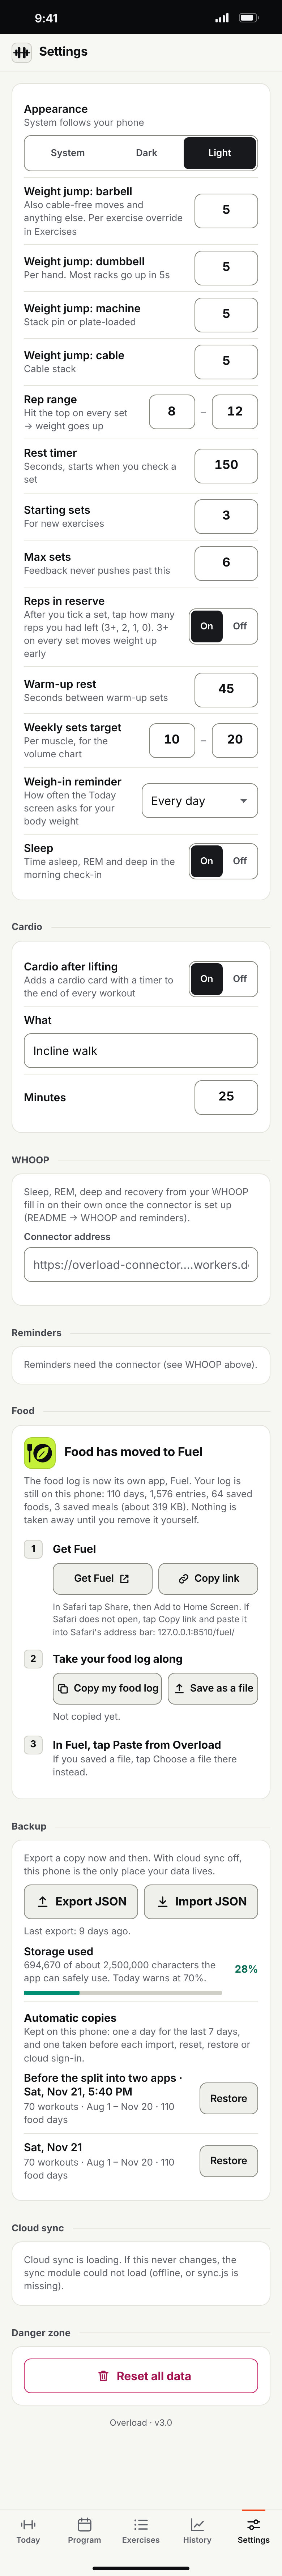 9:41
Settings
Appearance
System follows your phone
System
Dark
Light
Weight jump: barbell
Also cable-free moves and
anything else. Per exercise override
in Exercises
5
Weight jump: dumbbell
Per hand. Most racks go up in 5s
5
Weight jump: machine
Stack pin or plate-loaded
5
Weight jump: cable
Cable stack
5
Rep range
Hit the top on every set
→ weight goes up
8 – 12
Rest timer
Seconds, starts when you check a
set
150
Starting sets
For new exercises
3
Max sets
Feedback never pushes past this
6
Reps in reserve
After you tick a set, tap how many
reps you had left (3+, 2, 1, 0). 3+
on every set moves weight up
early
On
Off
Warm-up rest
Seconds between warm-up sets
45
Weekly sets target
Per muscle, for the
volume chart
10 – 20
Weigh-in reminder
How often the Today
screen asks for your
body weight
Every day
Sleep
Time asleep, REM and deep in the
morning check-in
On
Off
Cardio
Cardio after lifting
Adds a cardio card with a timer to
the end of every workout
On
Off
What
Incline walk
Minutes
25
WHOOP
Sleep, REM, deep and recovery from your WHOOP
fill in on their own once the connector is set up
(README → WHOOP and reminders).
Connector address
https://overload-connector....workers.d
Reminders
Reminders need the connector (see WHOOP above).
Food
Food has moved to Fuel
The food log is now its own app, Fuel. Your log is
still on this phone: 110 days, 1,576 entries, 64 saved
foods, 3 saved meals (about 319 KB). Nothing is
taken away until you remove it yourself.
1
Get Fuel
Get Fuel
Copy link
In Safari tap Share, then Add to Home Screen. If
Safari does not open, tap Copy link and paste it
into Safari's address bar: 127.0.0.1:8510/fuel/
2
Take your food log along
Copy my food log
Save as a file
Not copied yet.
3
In Fuel, tap Paste from Overload
If you saved a file, tap Choose a file there
instead.
Backup
Export a copy now and then. With cloud sync off,
this phone is the only place your data lives.
Export JSON
Import JSON
Last export: 9 days ago.
Storage used
694,670 of about 2,500,000 characters the
app can safely use. Today warns at 70%.
28%
Automatic copies
Kept on this phone: one a day for the last 7 days,
and one taken before each import, reset, restore or
cloud sign-in.
Before the split into two apps ·
Sat, Nov 21, 5:40 PM
70 workouts · Aug 1 – Nov 20 · 110
food days
Restore
Sat, Nov 21
70 workouts · Aug 1 – Nov 20 · 110
food days
Restore
Cloud sync
Cloud sync is loading. If this never changes, the
sync module could not load (offline, or sync.js is
missing).
Danger zone
Reset all data
Overload · v3.0
Today
Program
Exercises
History
Settings